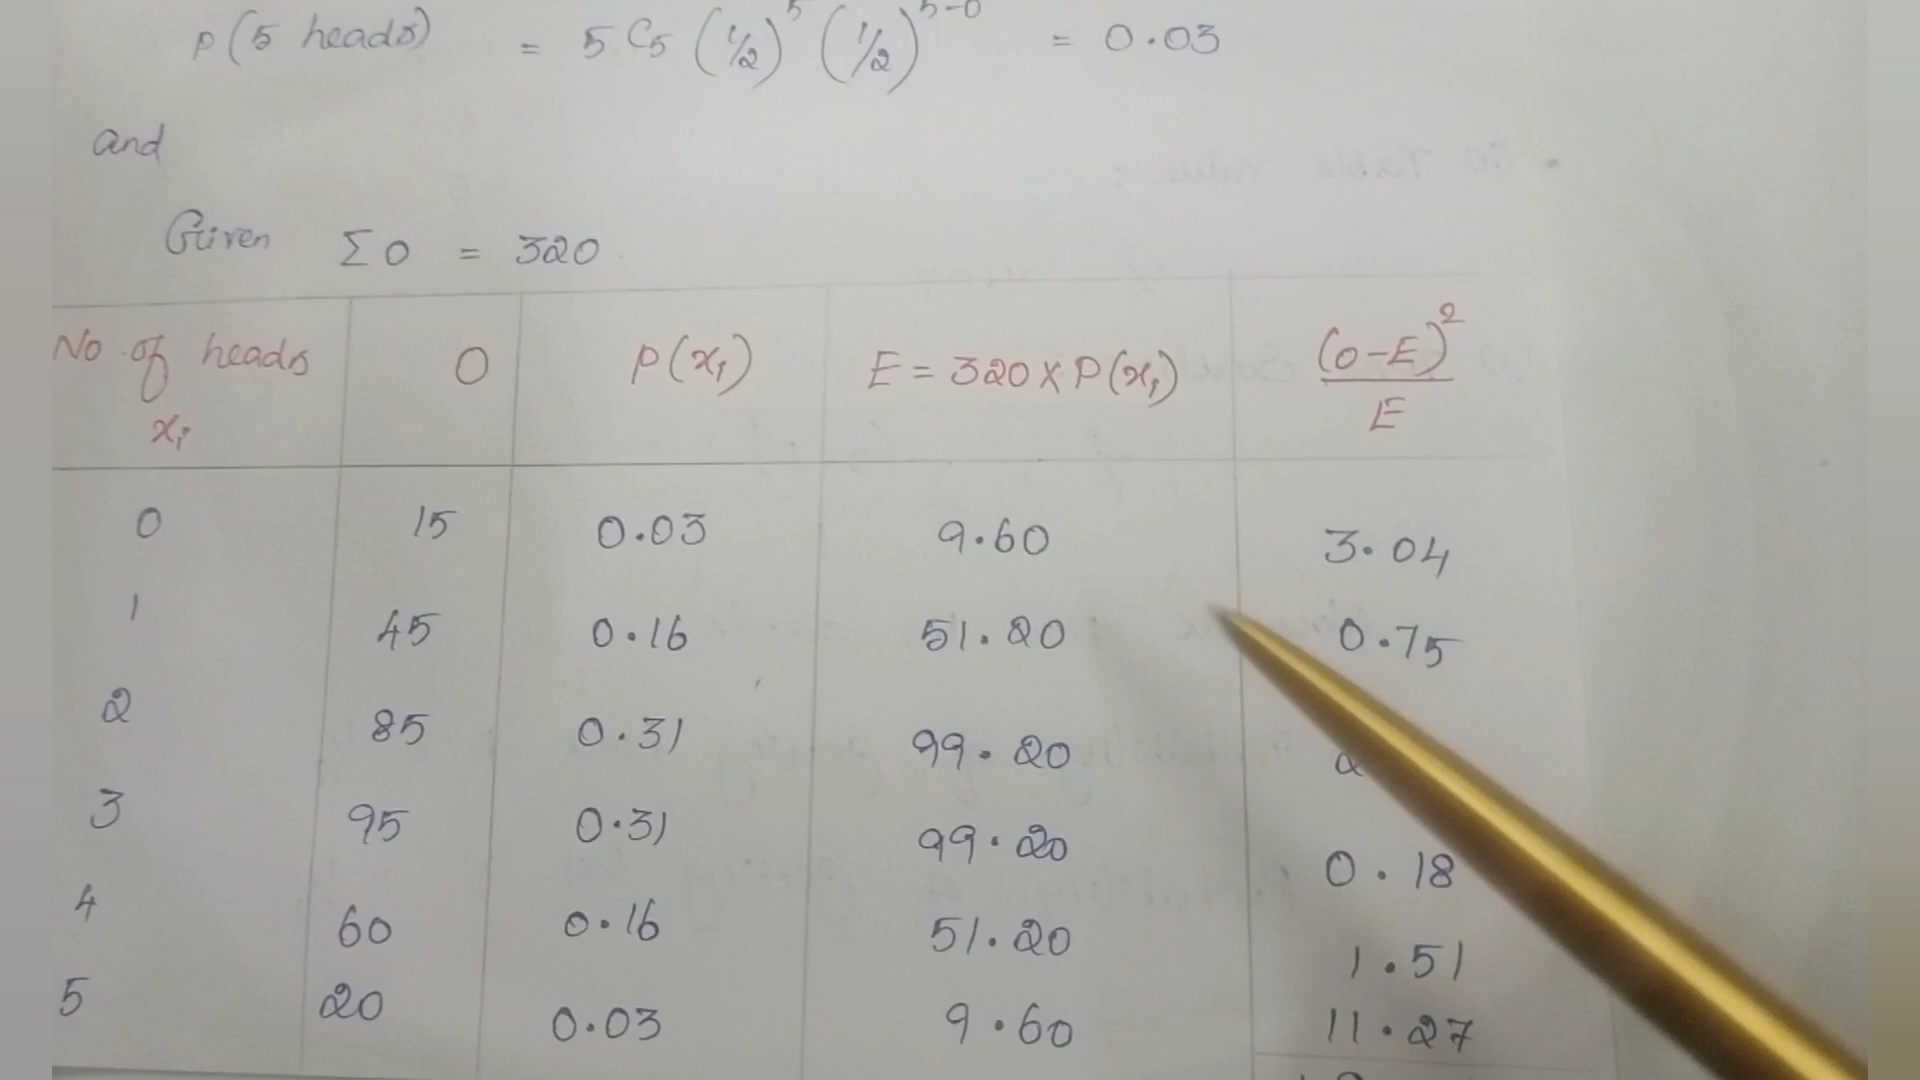 P(5 heads) = 5C5 (1/2)^5 (1/2)^5-0 = 0.03
and
Given Σ0 = 320
No of heads xi O P(xi) E = 320 X P(xi) (O-E)^2 / E
0 15 0.03 9.60 3.04
1 45 0.16 51.20 0.75
2 85 0.31 99.20
3 95 0.31 99.20 0.18
4 60 0.16 51.20 1.51
5 20 0.03 9.60 11.27